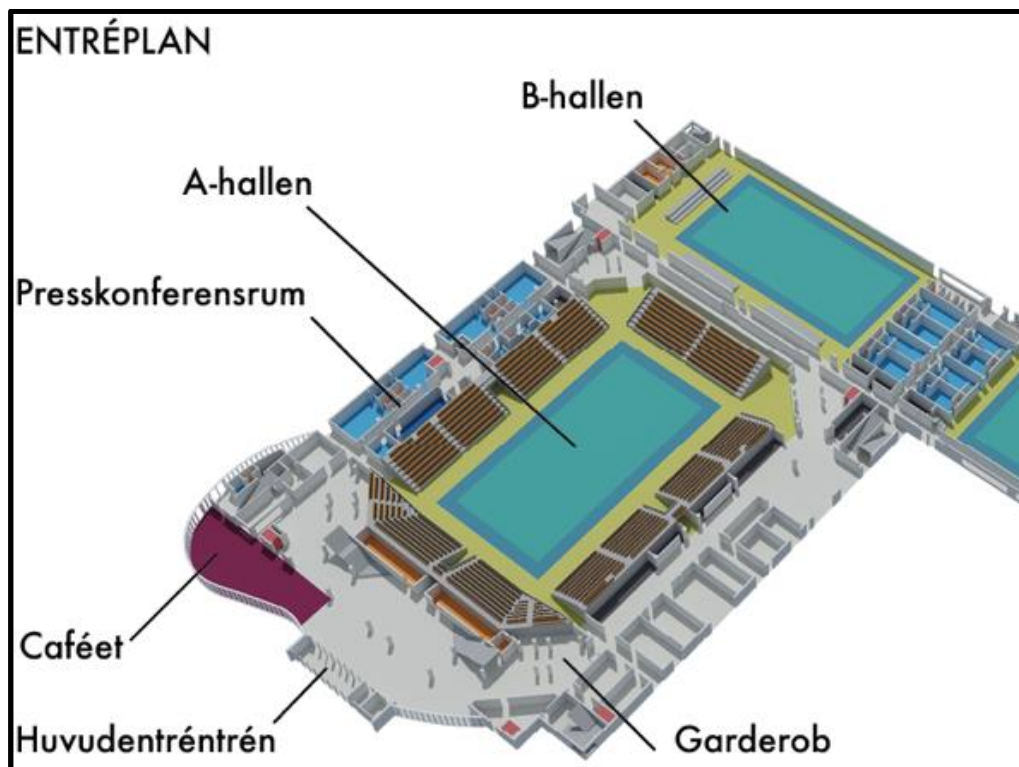 ENTRÉPLAN
B-hallen
A-hallen
Presskonferensrum
Caféet
Huvudentréntrén
Garderob